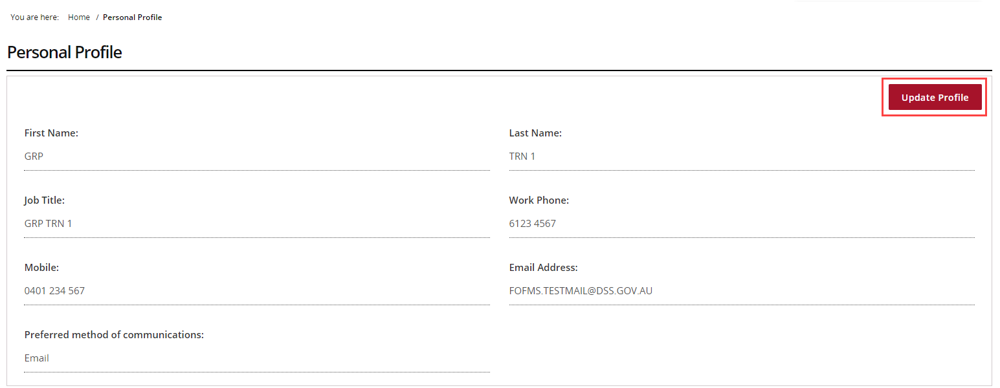 You are here: Home / Personal Profile
Personal Profile
Update Profile
First Name:
GRP
Last Name:
TRN 1
Job Title:
GRP TRN 1
Work Phone:
6123 4567
Mobile:
0401 234 567
Email Address:
FOFMS.TESTMAIL@DSS.GOV.AU
Preferred method of communications:
Email